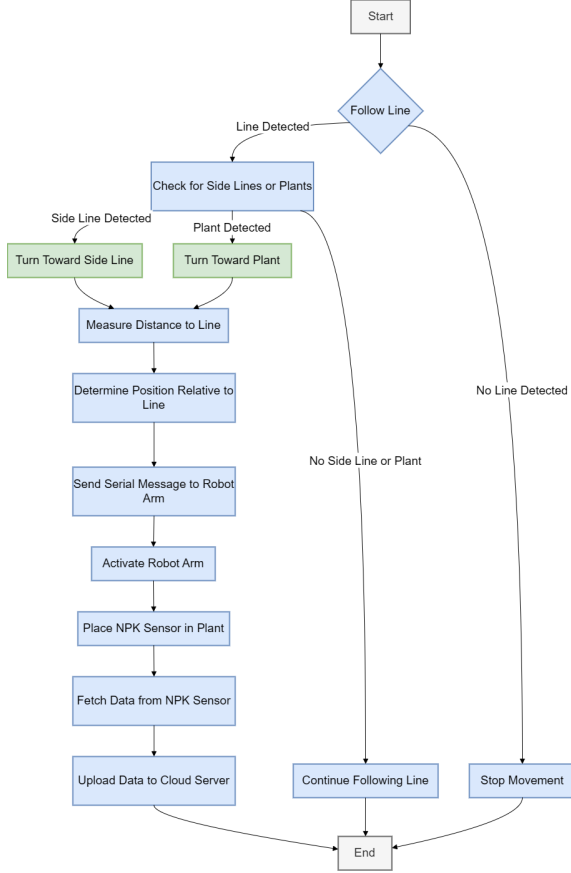 Start
Follow Line
Line Detected
Check for Side Lines or Plants
Side Line Detected
Plant Detected
Turn Toward Side Line
Turn Toward Plant
Measure Distance to Line
Determine Position Relative to
Line
No Line Detected
No Side Line or Plant
Send Serial Message to Robot
Arm
Activate Robot Arm
Place NPK Sensor in Plant
Fetch Data from NPK Sensor
Upload Data to Cloud Server
Continue Following Line
Stop Movement
End